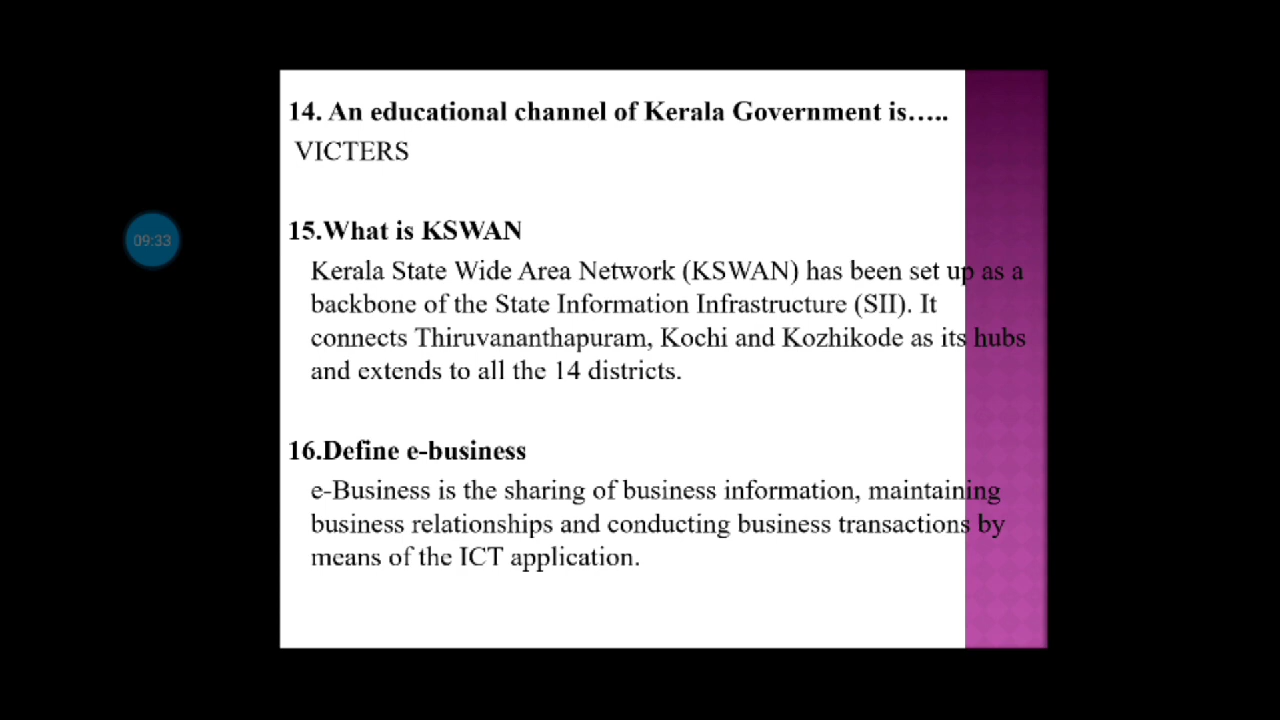 14. An educational channel of Kerala Government is…..
VICTERS
15.What is KSWAN
Kerala State Wide Area Network (KSWAN) has been set up as a
backbone of the State Information Infrastructure (SII). It
connects Thiruvananthapuram, Kochi and Kozhikode as its hubs
and extends to all the 14 districts.
09:33
16.Define e-business
e-Business is the sharing of business information, maintaining
business relationships and conducting business transactions by
means of the ICT application.